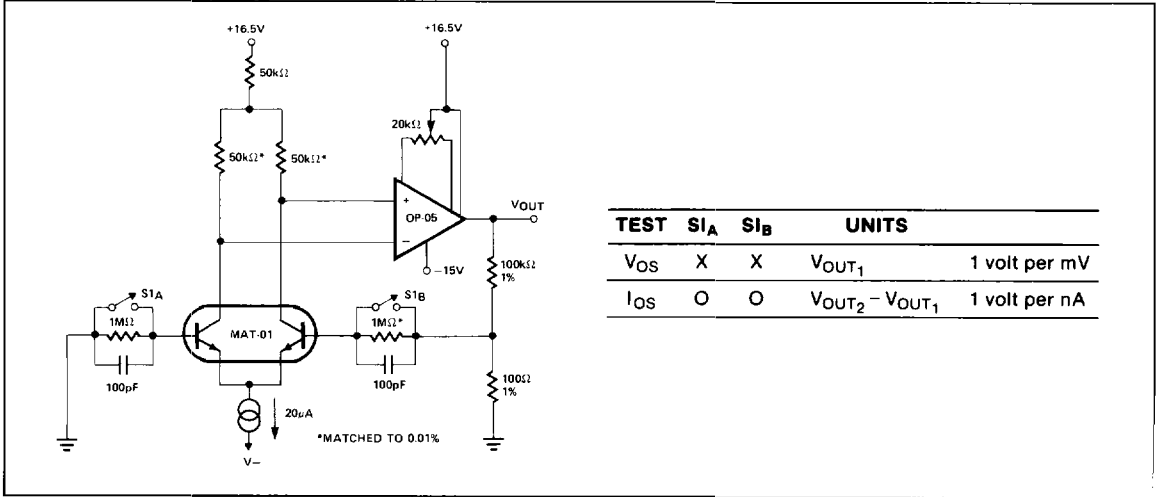 +16.5V
+16.5V
50kΩ
20kΩ
50kΩ*
50kΩ*
+
OP-05
−
VOUT
−15V
100kΩ
1%
S1A
S1B
1MΩ
MAT-01
1MΩ*
100pF
100pF
100Ω
1%
20µA
*MATCHED TO 0.01%
V−
TEST SIA SIB UNITS
VOS X X VOUT1 1 volt per mV
IOS O O VOUT2 − VOUT1 1 volt per nA